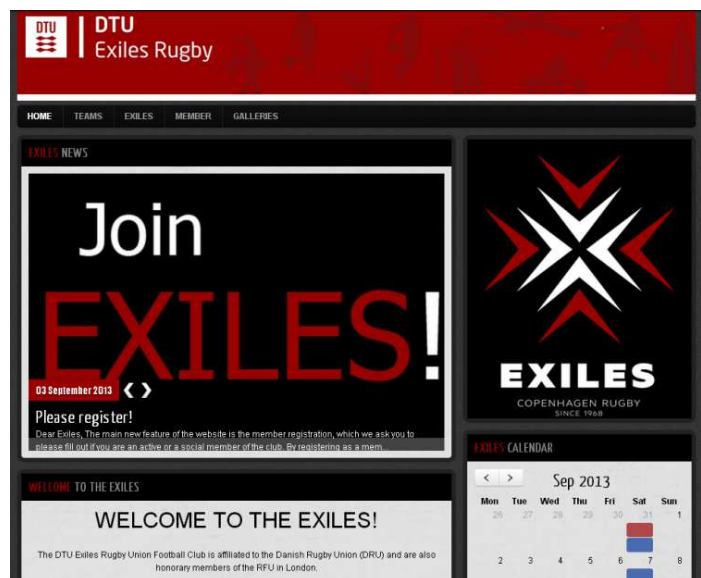 DTU
DTU
Exiles Rugby
HOME TEAMS EXILES MEMBER GALLERIES
EXILES NEWS
Join
EXILES!
03 September 2013
Please register!
Dear Exiles, The main new feature of the website is the member registration, which we ask you to
please fill out if you are an active or a social member of the club. By registering as a mem...
WELCOME TO THE EXILES
WELCOME TO THE EXILES!
The DTU Exiles Rugby Union Football Club is affiliated to the Danish Rugby Union (DRU) and are also
honorary members of the RFU in London.
EXILES
COPENHAGEN RUGBY
SINCE 1968
EXILES CALENDAR
Sep 2013
Mon Tue Wed Thu Fri Sat Sun
26 27 28 29 30 31 1
2 3 4 5 6 7 8